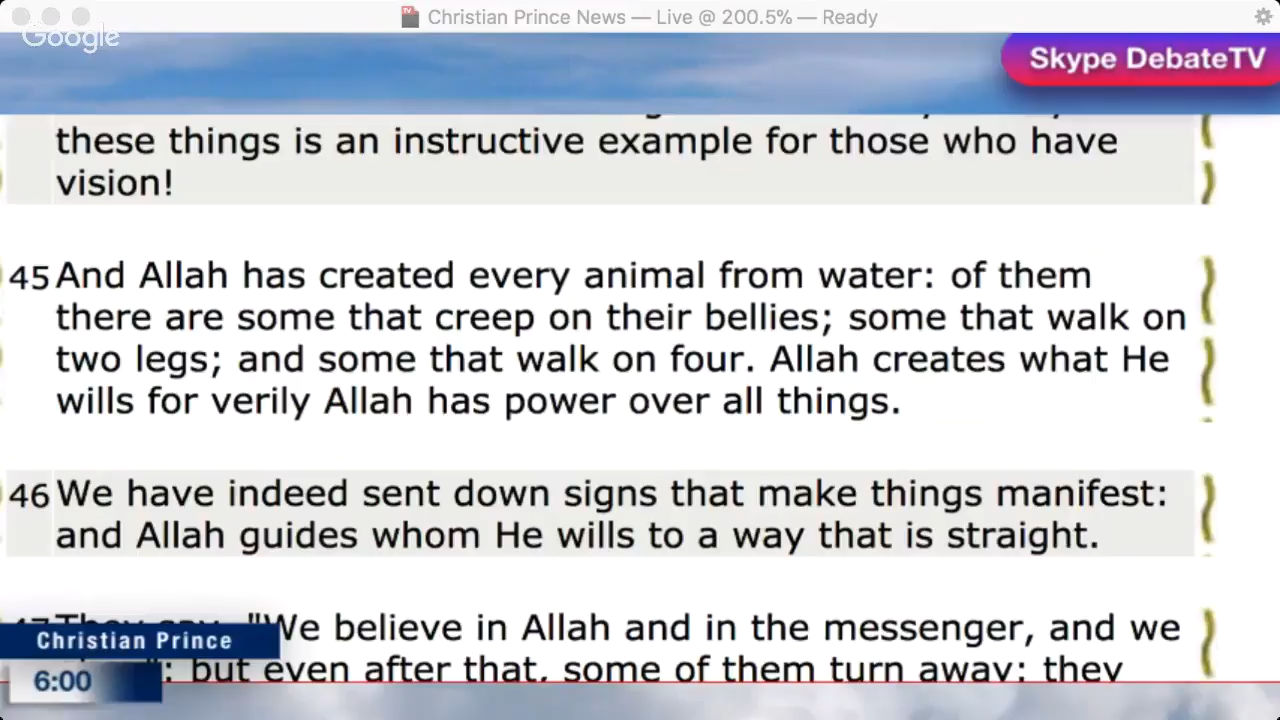 Christian Prince News — Live @ 200.5% — Ready
Google
Skype DebateTV
these things is an instructive example for those who have
vision!
45 And Allah has created every animal from water: of them
there are some that creep on their bellies; some that walk on
two legs; and some that walk on four. Allah creates what He
wills for verily Allah has power over all things.
46 We have indeed sent down signs that make things manifest:
and Allah guides whom He wills to a way that is straight.
"We believe in Allah and in the messenger, and we
but even after that, some of them turn away: they
Christian Prince
6:00